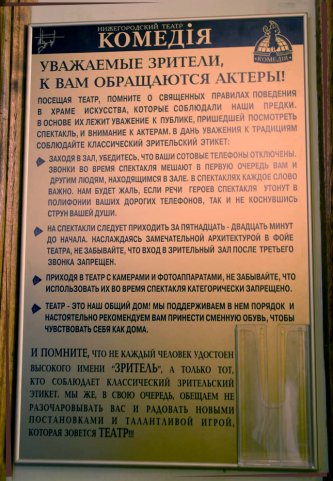 НИЖЕГОРОДСКИЙ ТЕАТР
КОМЕДiЯ
«КОМЕДIЯ»
УВАЖАЕМЫЕ ЗРИТЕЛИ,
К ВАМ ОБРАЩАЮТСЯ АКТЕРЫ!
ПОСЕЩАЯ ТЕАТР, ПОМНИТЕ О СВЯЩЕННЫХ ПРАВИЛАХ ПОВЕДЕНИЯ
В ХРАМЕ ИСКУССТВА, КОТОРЫЕ СОБЛЮДАЛИ НАШИ ПРЕДКИ.
В ОСНОВЕ ИХ ЛЕЖИТ УВАЖЕНИЕ К ПУБЛИКЕ, ПРИШЕДШЕЙ ПОСМОТРЕТЬ
СПЕКТАКЛЬ, И ВНИМАНИЕ К АКТЕРАМ. В ДАНЬ УВАЖЕНИЯ К ТРАДИЦИЯМ
СОБЛЮДАЙТЕ КЛАССИЧЕСКИЙ ЗРИТЕЛЬСКИЙ ЭТИКЕТ:
ЗАХОДЯ В ЗАЛ, УБЕДИТЕСЬ, ЧТО ВАШИ СОТОВЫЕ ТЕЛЕФОНЫ ОТКЛЮЧЕНЫ.
ЗВОНКИ ВО ВРЕМЯ СПЕКТАКЛЯ МЕШАЮТ В ПЕРВУЮ ОЧЕРЕДЬ ВАМ И
ДРУГИМ ЛЮДЯМ, НАХОДЯЩИМСЯ В ЗАЛЕ. В СПЕКТАКЛЯХ КАЖДОЕ СЛОВО
ВАЖНО. НАМ БУДЕТ ЖАЛЬ, ЕСЛИ РЕЧИ ГЕРОЕВ СПЕКТАКЛЯ УТОНУТ В
ПОЛИФОНИИ ВАШИХ ДОРОГИХ ТЕЛЕФОНОВ, ТАК И НЕ КОСНУВШИСЬ
СТРУН ВАШЕЙ ДУШИ.
НА СПЕКТАКЛИ СЛЕДУЕТ ПРИХОДИТЬ ЗА ПЯТНАДЦАТЬ - ДВАДЦАТЬ МИНУТ
ДО НАЧАЛА. НАСЛАЖДАЯСЬ ЗАМЕЧАТЕЛЬНОЙ АРХИТЕКТУРОЙ В ФОЙЕ
ТЕАТРА, НЕ ЗАБЫВАЙТЕ, ЧТО ВХОД В ЗРИТЕЛЬНЫЙ ЗАЛ ПОСЛЕ ТРЕТЬЕГО
ЗВОНКА ЗАПРЕЩЕН.
ПРИХОДЯ В ТЕАТР С КАМЕРАМИ И ФОТОАППАРАТАМИ, НЕ ЗАБЫВАЙТЕ, ЧТО
ИСПОЛЬЗОВАТЬ ИХ ВО ВРЕМЯ СПЕКТАКЛЯ КАТЕГОРИЧЕСКИ ЗАПРЕЩЕНО.
ТЕАТР - ЭТО НАШ ОБЩИЙ ДОМ! МЫ ПОДДЕРЖИВАЕМ В НЕМ ПОРЯДОК И
НАСТОЯТЕЛЬНО РЕКОМЕНДУЕМ ВАМ ПРИНЕСТИ СМЕННУЮ ОБУВЬ, ЧТОБЫ
ЧУВСТВОВАТЬ СЕБЯ КАК ДОМА.
И ПОМНИТЕ, ЧТО НЕ КАЖДЫЙ ЧЕЛОВЕК УДОСТОЕН
ВЫСОКОГО ИМЕНИ "ЗРИТЕЛЬ", А ТОЛЬКО ТОТ,
КТО СОБЛЮДАЕТ КЛАССИЧЕСКИЙ ЗРИТЕЛЬСКИЙ
ЭТИКЕТ. МЫ ЖЕ, В СВОЮ ОЧЕРЕДЬ, ОБЕЩАЕМ НЕ
РАЗОЧАРОВЫВАТЬ ВАС И РАДОВАТЬ НОВЫМИ
ПОСТАНОВКАМИ И ТАЛАНТЛИВОЙ ИГРОЙ,
КОТОРАЯ ЗОВЕТСЯ ТЕАТР!!!